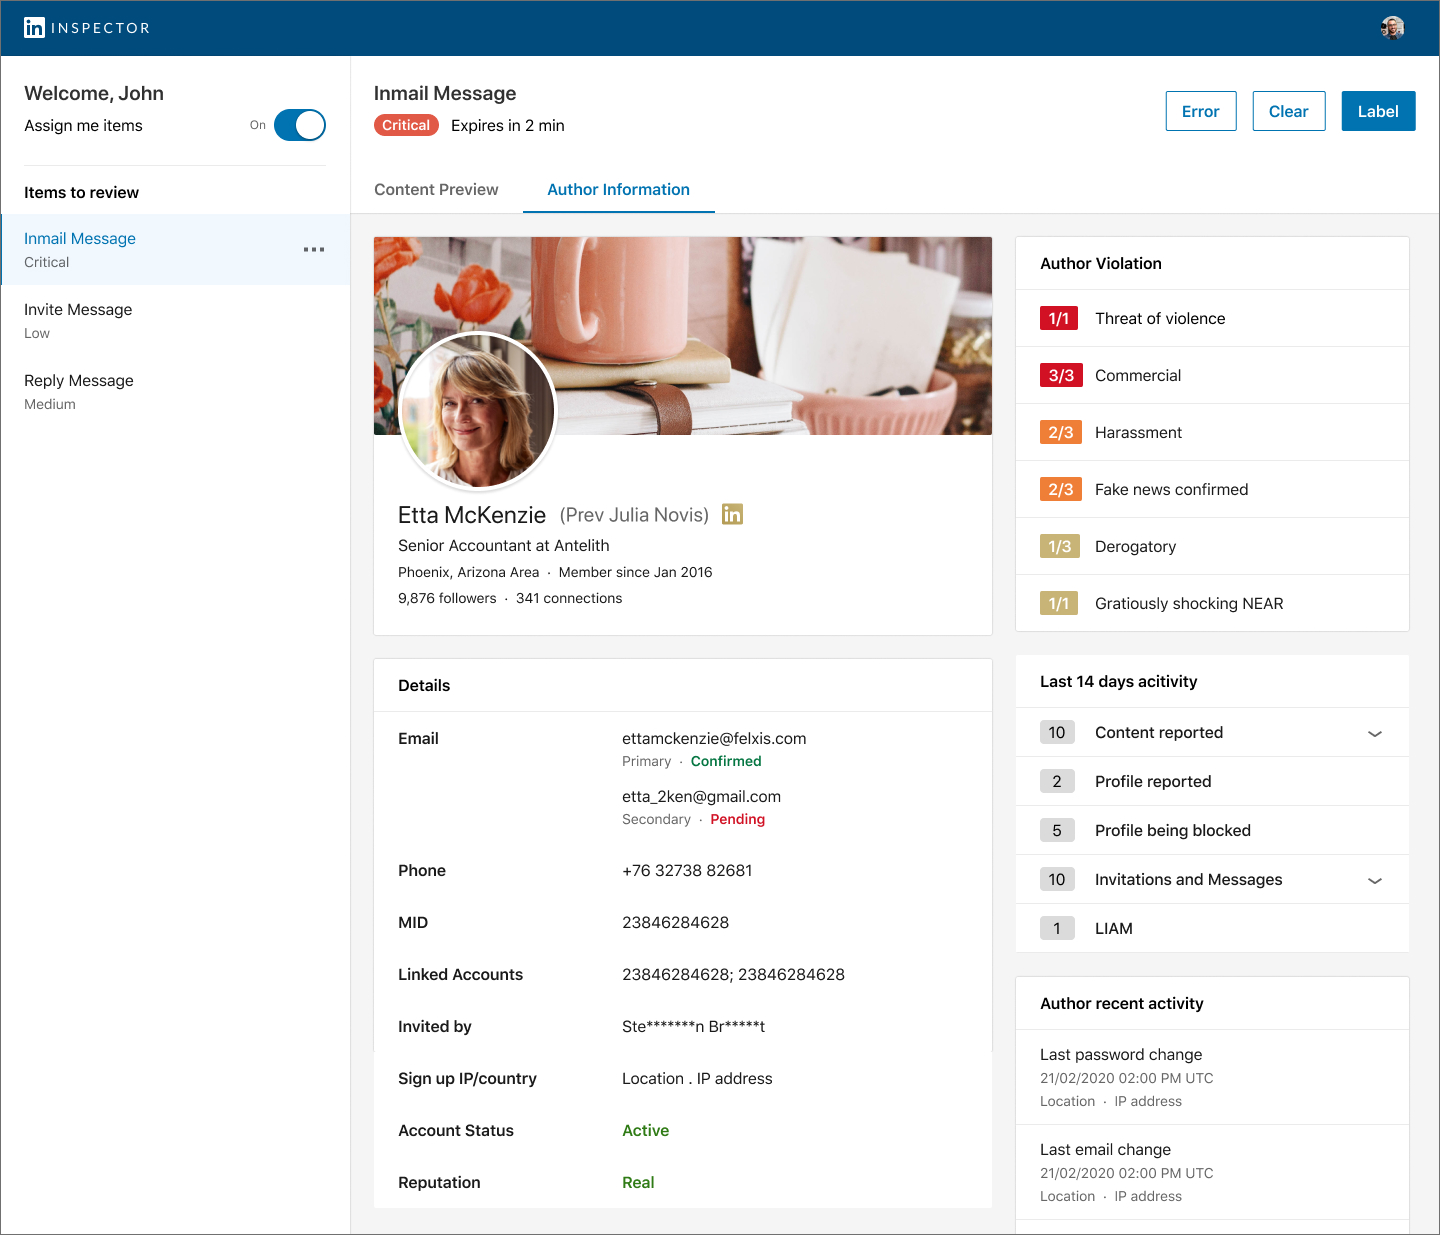 in INSPECTOR
Welcome, John
Assign me items
On
Items to review
Inmail Message
Critical
Invite Message
Low
Reply Message
Medium
Inmail Message
Critical Expires in 2 min
Error
Clear
Label
Content Preview
Author Information
Etta McKenzie (Prev Julia Novis) in
Senior Accountant at Antelith
Phoenix, Arizona Area · Member since Jan 2016
9,876 followers · 341 connections
Details
Email
ettamckenzie@felxis.com
Primary · Confirmed
etta_2ken@gmail.com
Secondary · Pending
Phone
+76 32738 82681
MID
23846284628
Linked Accounts
23846284628; 23846284628
Invited by
Ste*******n Br*****t
Sign up IP/country
Location . IP address
Account Status
Active
Reputation
Real
Author Violation
1/1 Threat of violence
3/3 Commercial
2/3 Harassment
2/3 Fake news confirmed
1/3 Derogatory
1/1 Gratiously shocking NEAR
Last 14 days acitivity
10 Content reported
2 Profile reported
5 Profile being blocked
10 Invitations and Messages
1 LIAM
Author recent activity
Last password change
21/02/2020 02:00 PM UTC
Location · IP address
Last email change
21/02/2020 02:00 PM UTC
Location · IP address